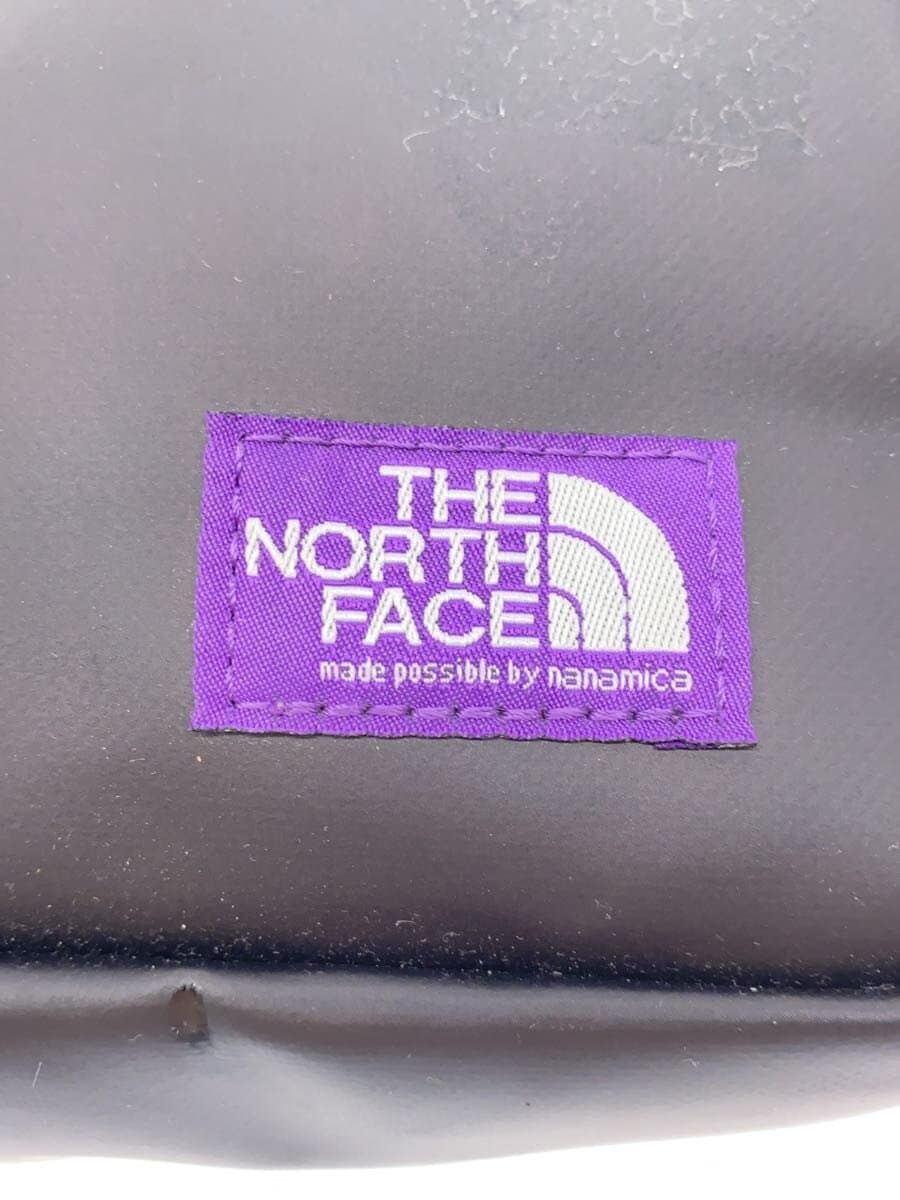 THE
NORTH
FACE
made possible by nanamica